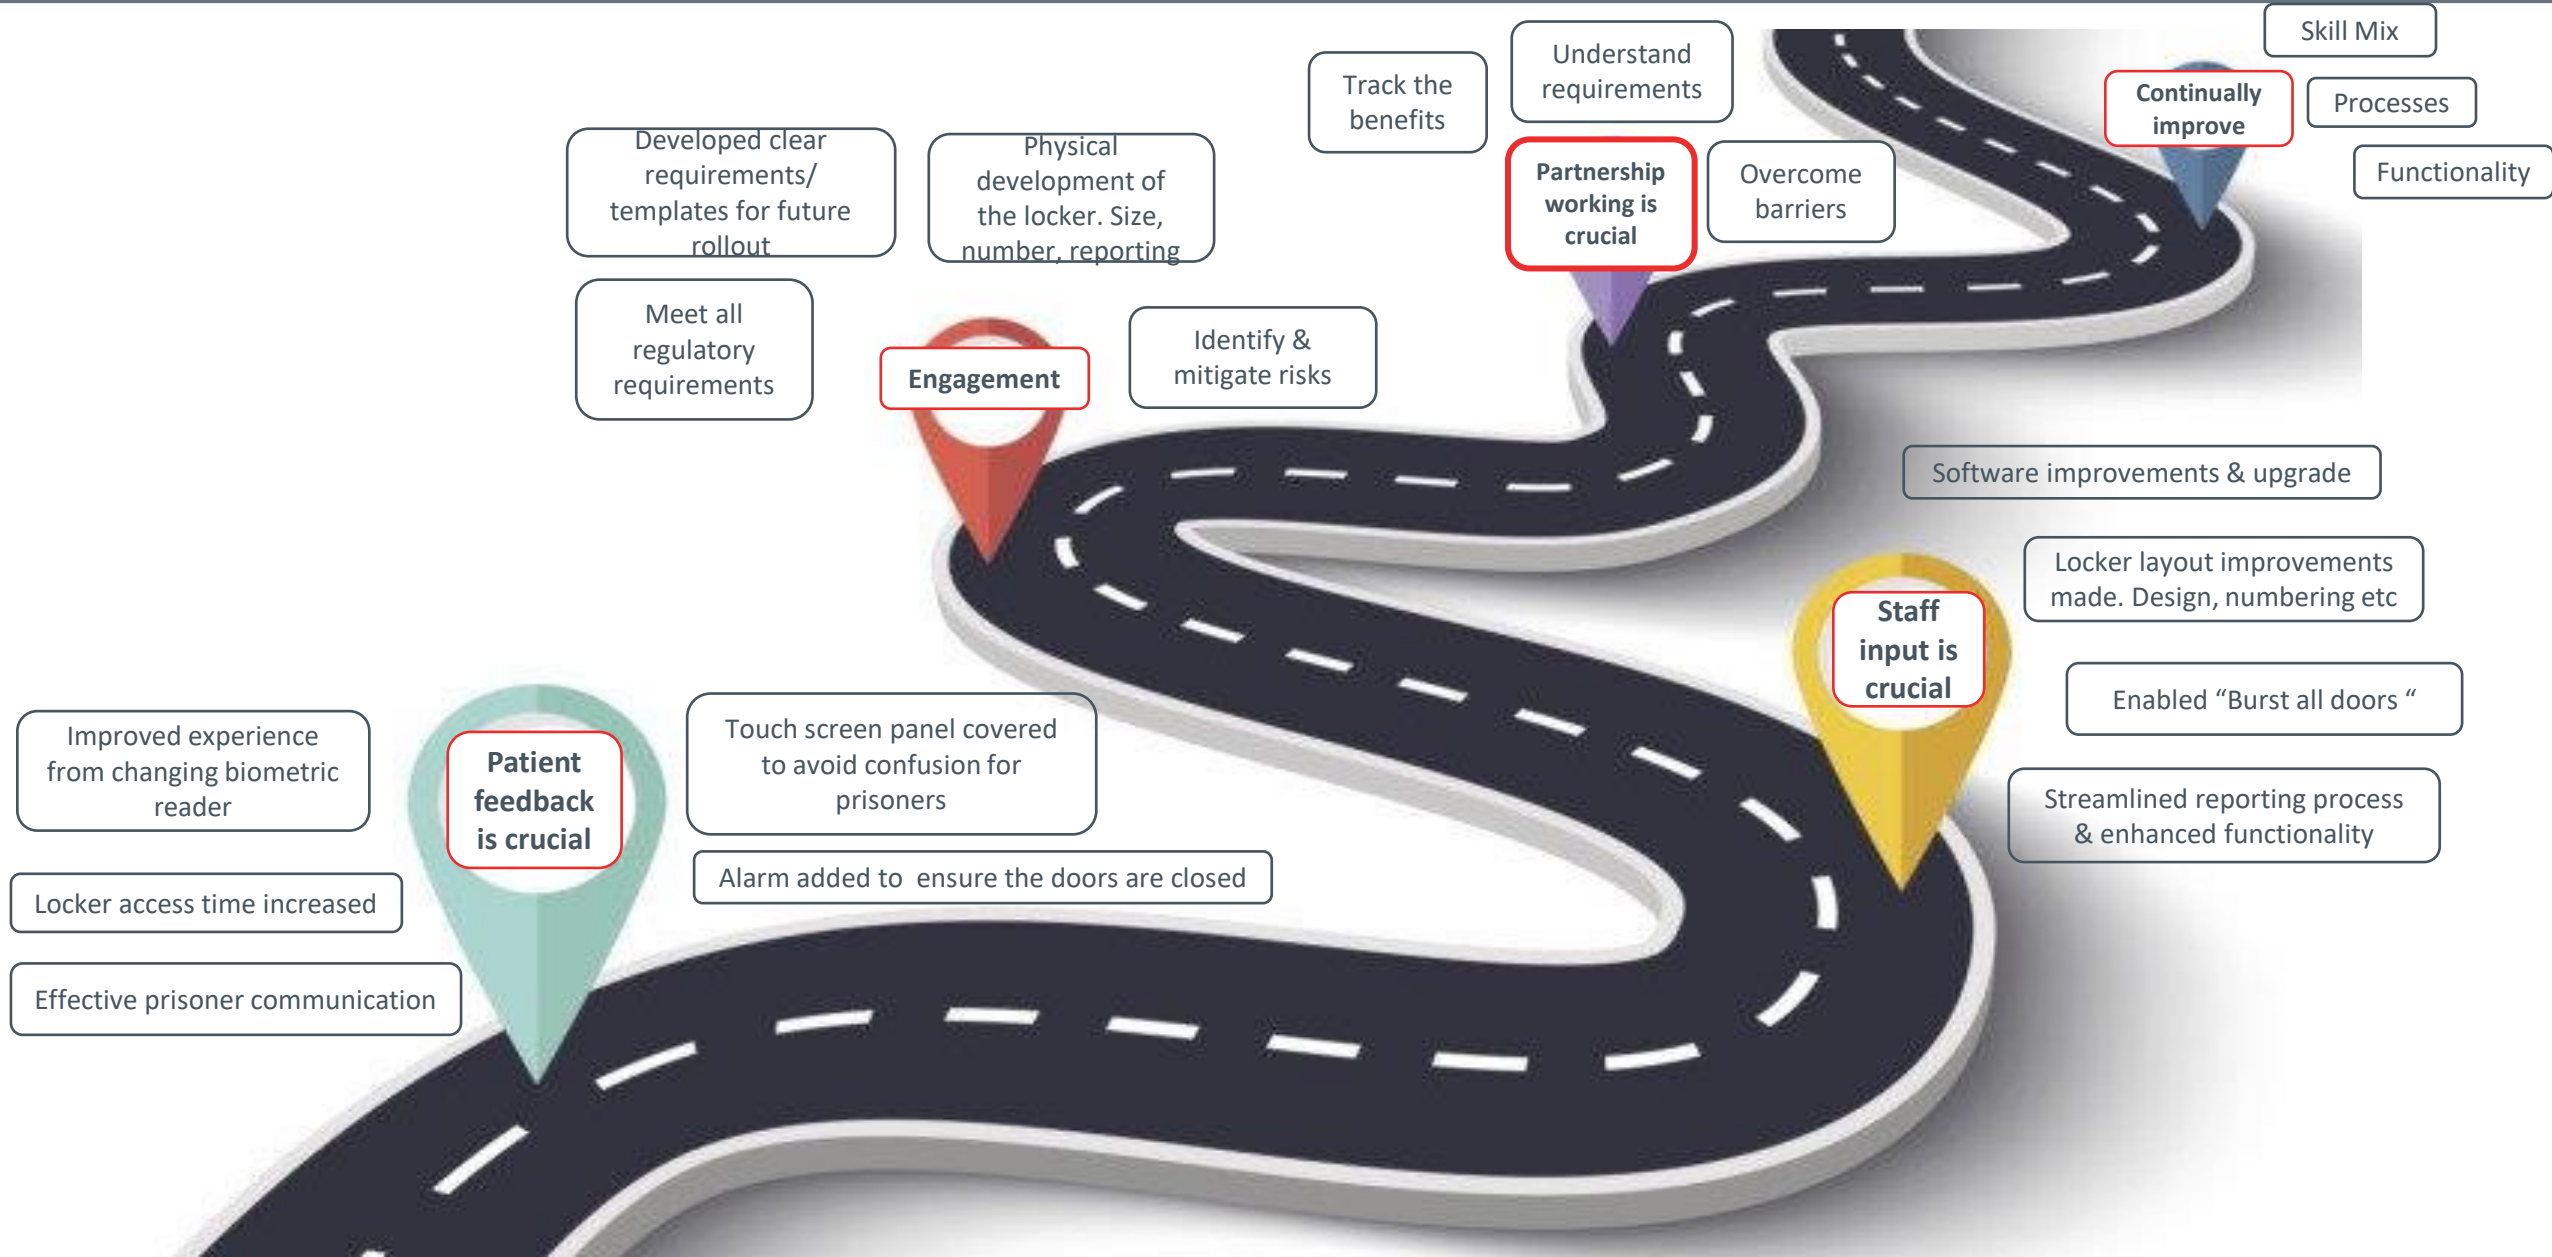 Skill Mix
Understand
requirements
Track the
benefits
Continually
improve
Processes
Functionality
Developed clear
requirements/
templates for future
rollout
Physical
development of
the locker. Size,
number, reporting
Partnership
working is
crucial
Overcome
barriers
Meet all
regulatory
requirements
Engagement
Identify &
mitigate risks
Software improvements & upgrade
Locker layout improvements
made. Design, numbering etc
Staff
input is
crucial
Enabled “Burst all doors “
Streamlined reporting process
& enhanced functionality
Improved experience
from changing biometric
reader
Patient
feedback
is crucial
Touch screen panel covered
to avoid confusion for
prisoners
Alarm added to  ensure the doors are closed
Locker access time increased
Effective prisoner communication